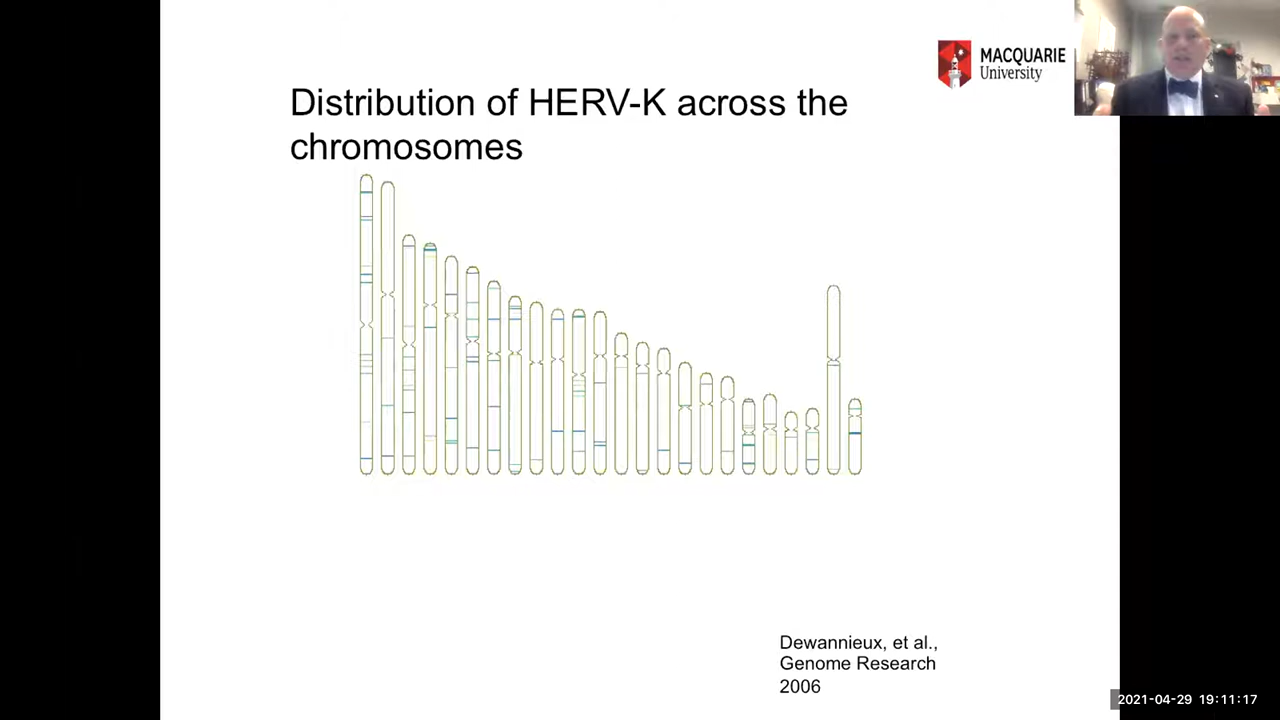 MACQUARIE
University
Distribution of HERV-K across the
chromosomes
Dewannieux, et al.,
Genome Research
2006
2021-04-29 19:11:17